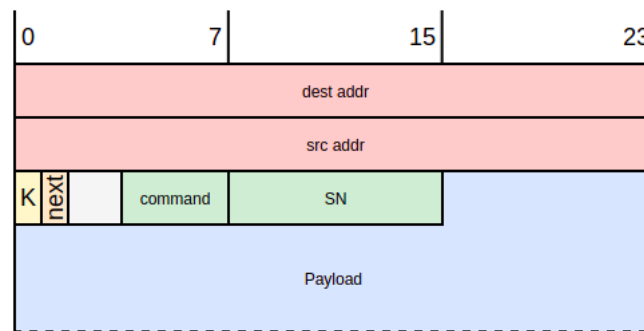 0 7 15 23
dest addr
src addr
K next command SN
Payload